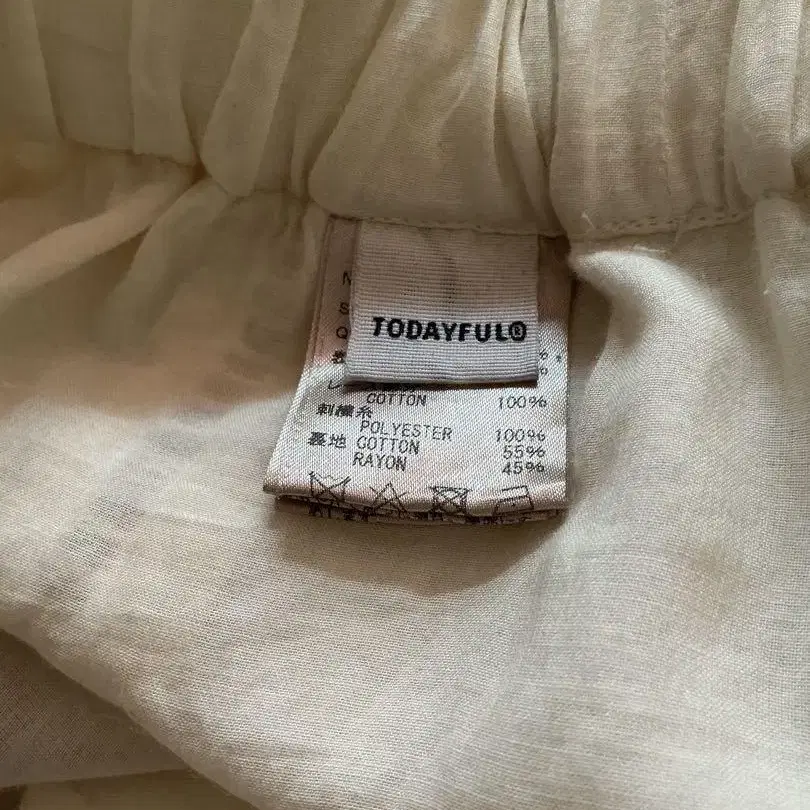 TODAYFUL®
COTTON 100%
刺繍糸
POLYESTER 100%
裏地 COTTON 55%
RAYON 45%